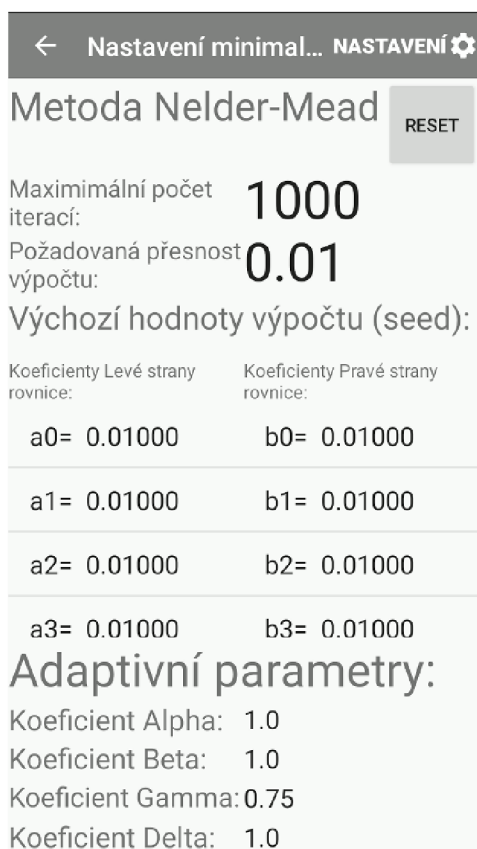 ← Nastavení minimal... NASTAVENÍ
Metoda Nelder-Mead RESET
Maximimální počet
iterací: 1000
Požadovaná přesnost
výpočtu: 0.01
Výchozí hodnoty výpočtu (seed):
Koeficienty Levé strany
rovnice:
Koeficienty Pravé strany
rovnice:
a0= 0.01000 b0= 0.01000
a1= 0.01000 b1= 0.01000
a2= 0.01000 b2= 0.01000
a3= 0.01000 b3= 0.01000
Adaptivní parametry:
Koeficient Alpha: 1.0
Koeficient Beta: 1.0
Koeficient Gamma: 0.75
Koeficient Delta: 1.0